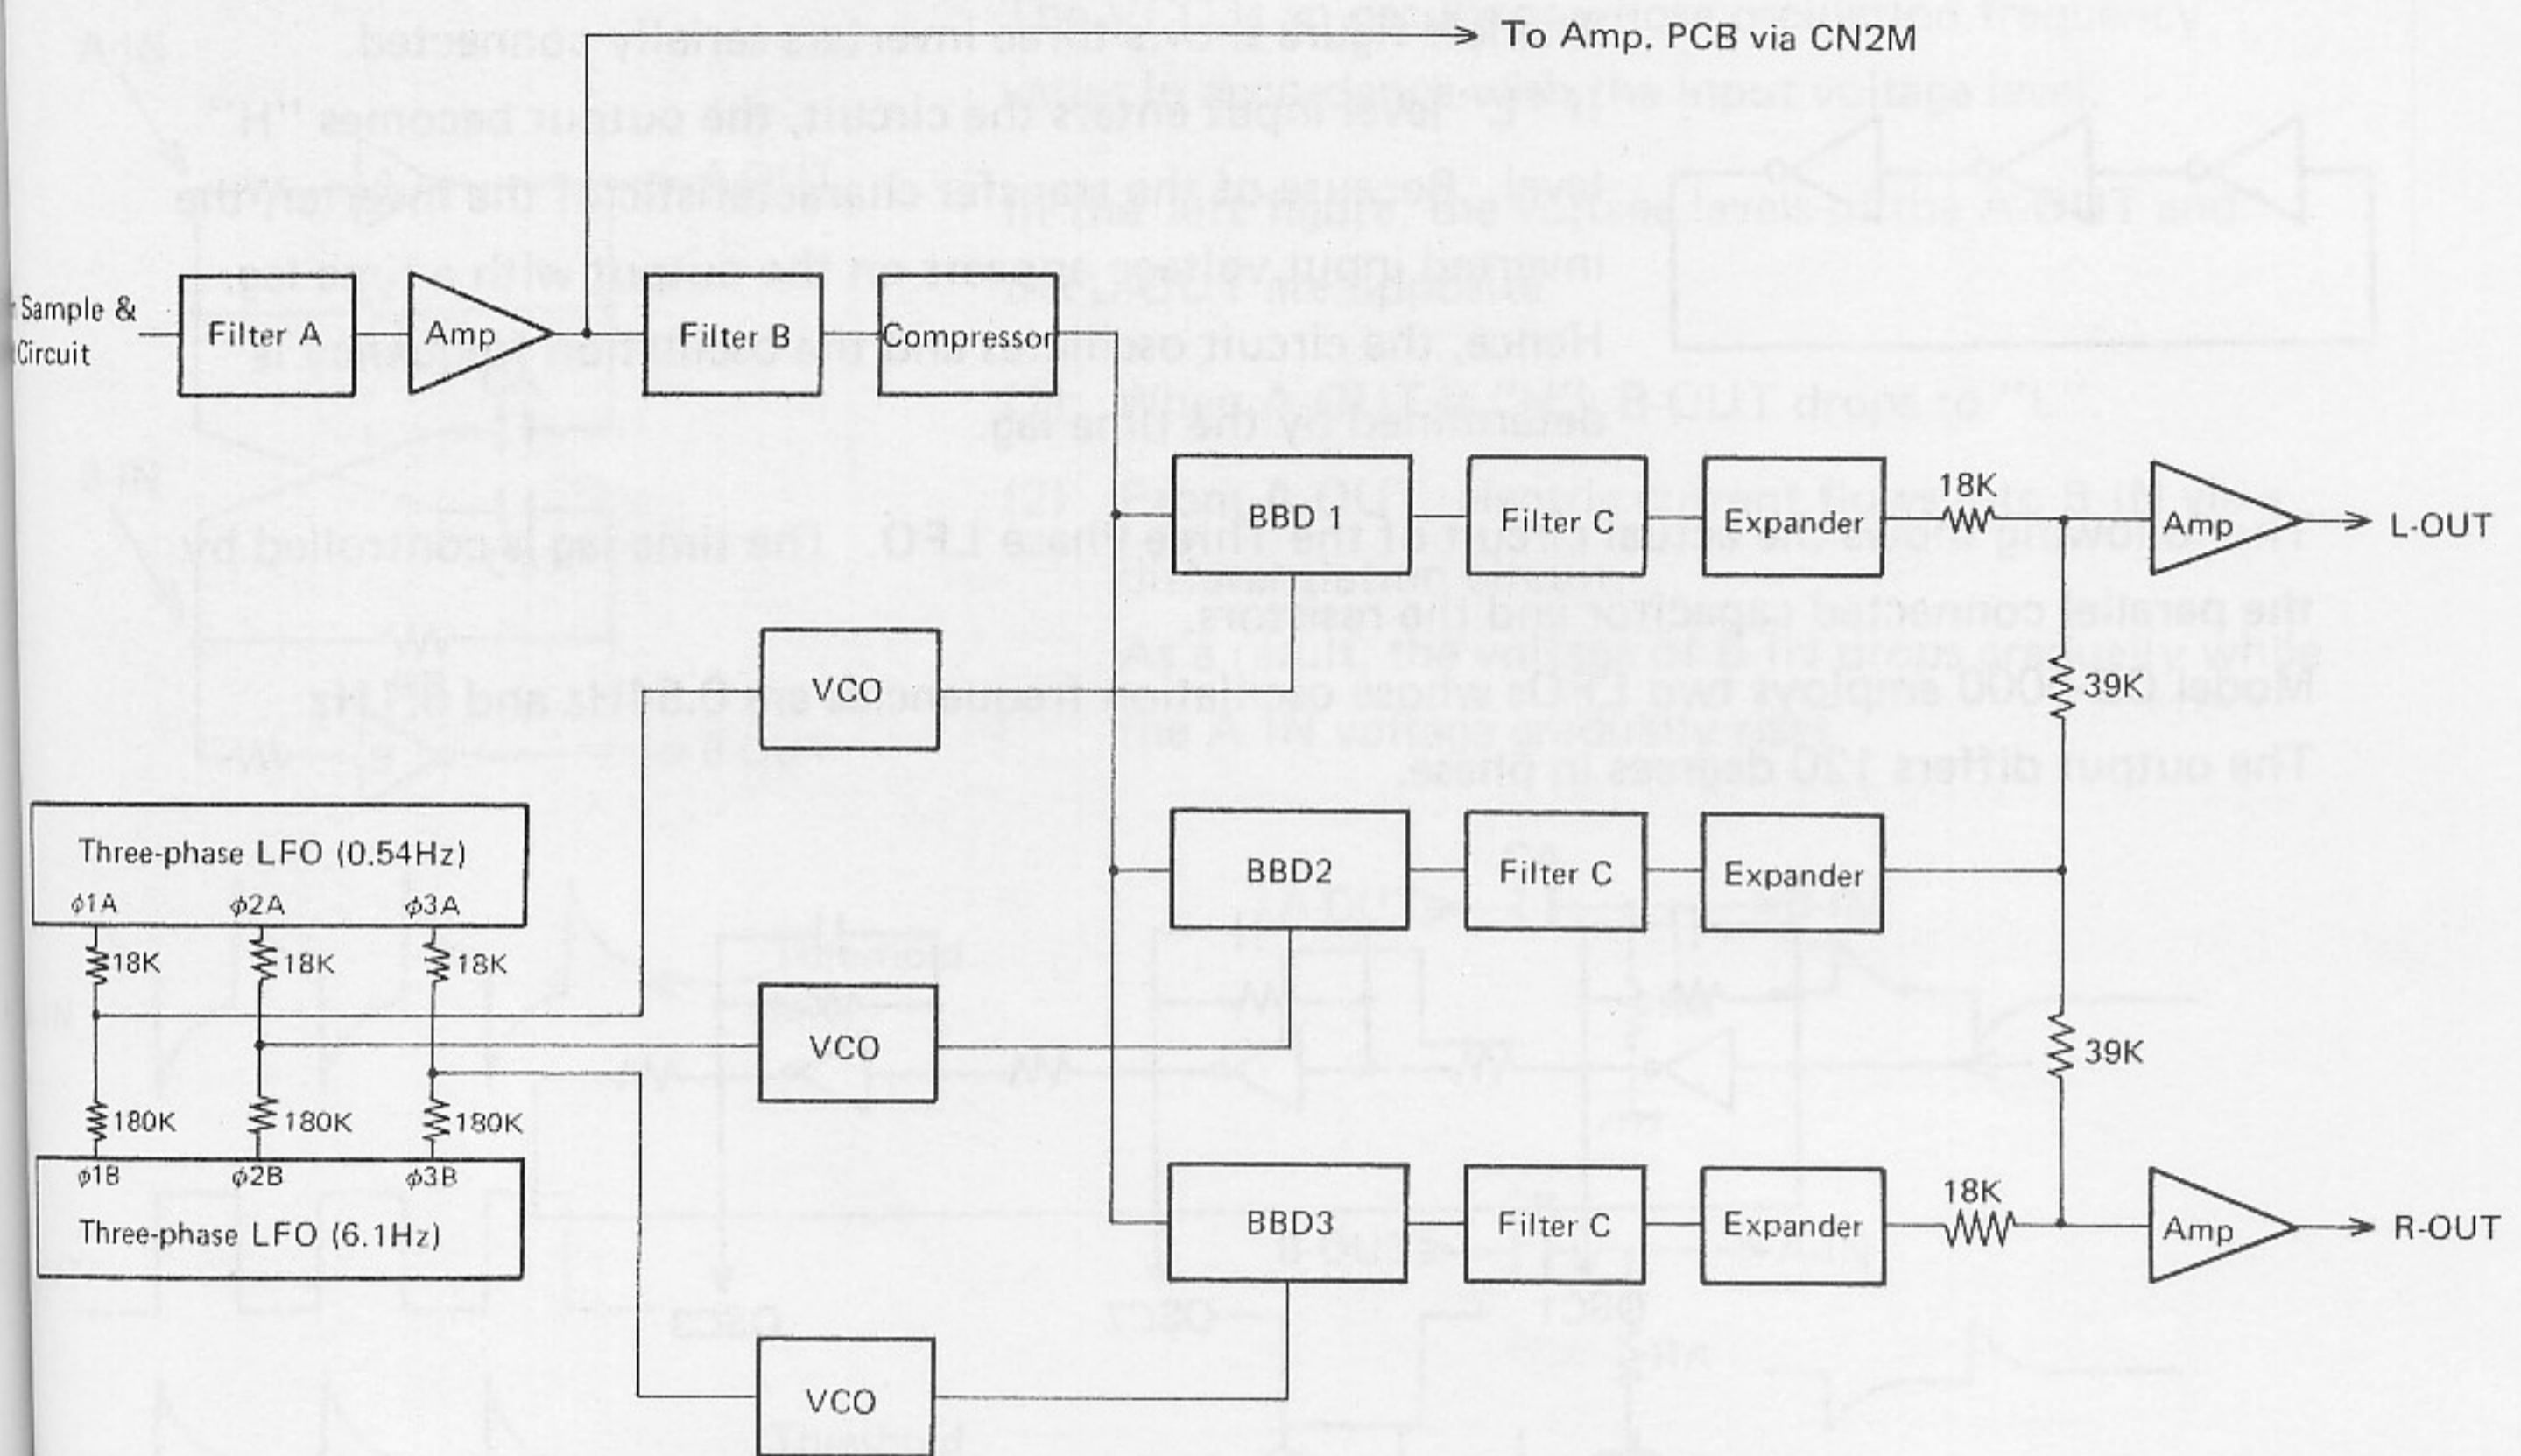 To Amp. PCB via CN2M
Sample &
Circuit
Filter A
Amp
Filter B
Compressor
BBD 1
Filter C
Expander
18K
Amp
L-OUT
VCO
39K
Three-phase LFO (0.54Hz)
φ1A φ2A φ3A
18K 18K 18K
BBD2
Filter C
Expander
VCO
39K
180K 180K 180K
φ1B φ2B φ3B
Three-phase LFO (6.1Hz)
BBD3
Filter C
Expander
18K
Amp
R-OUT
VCO